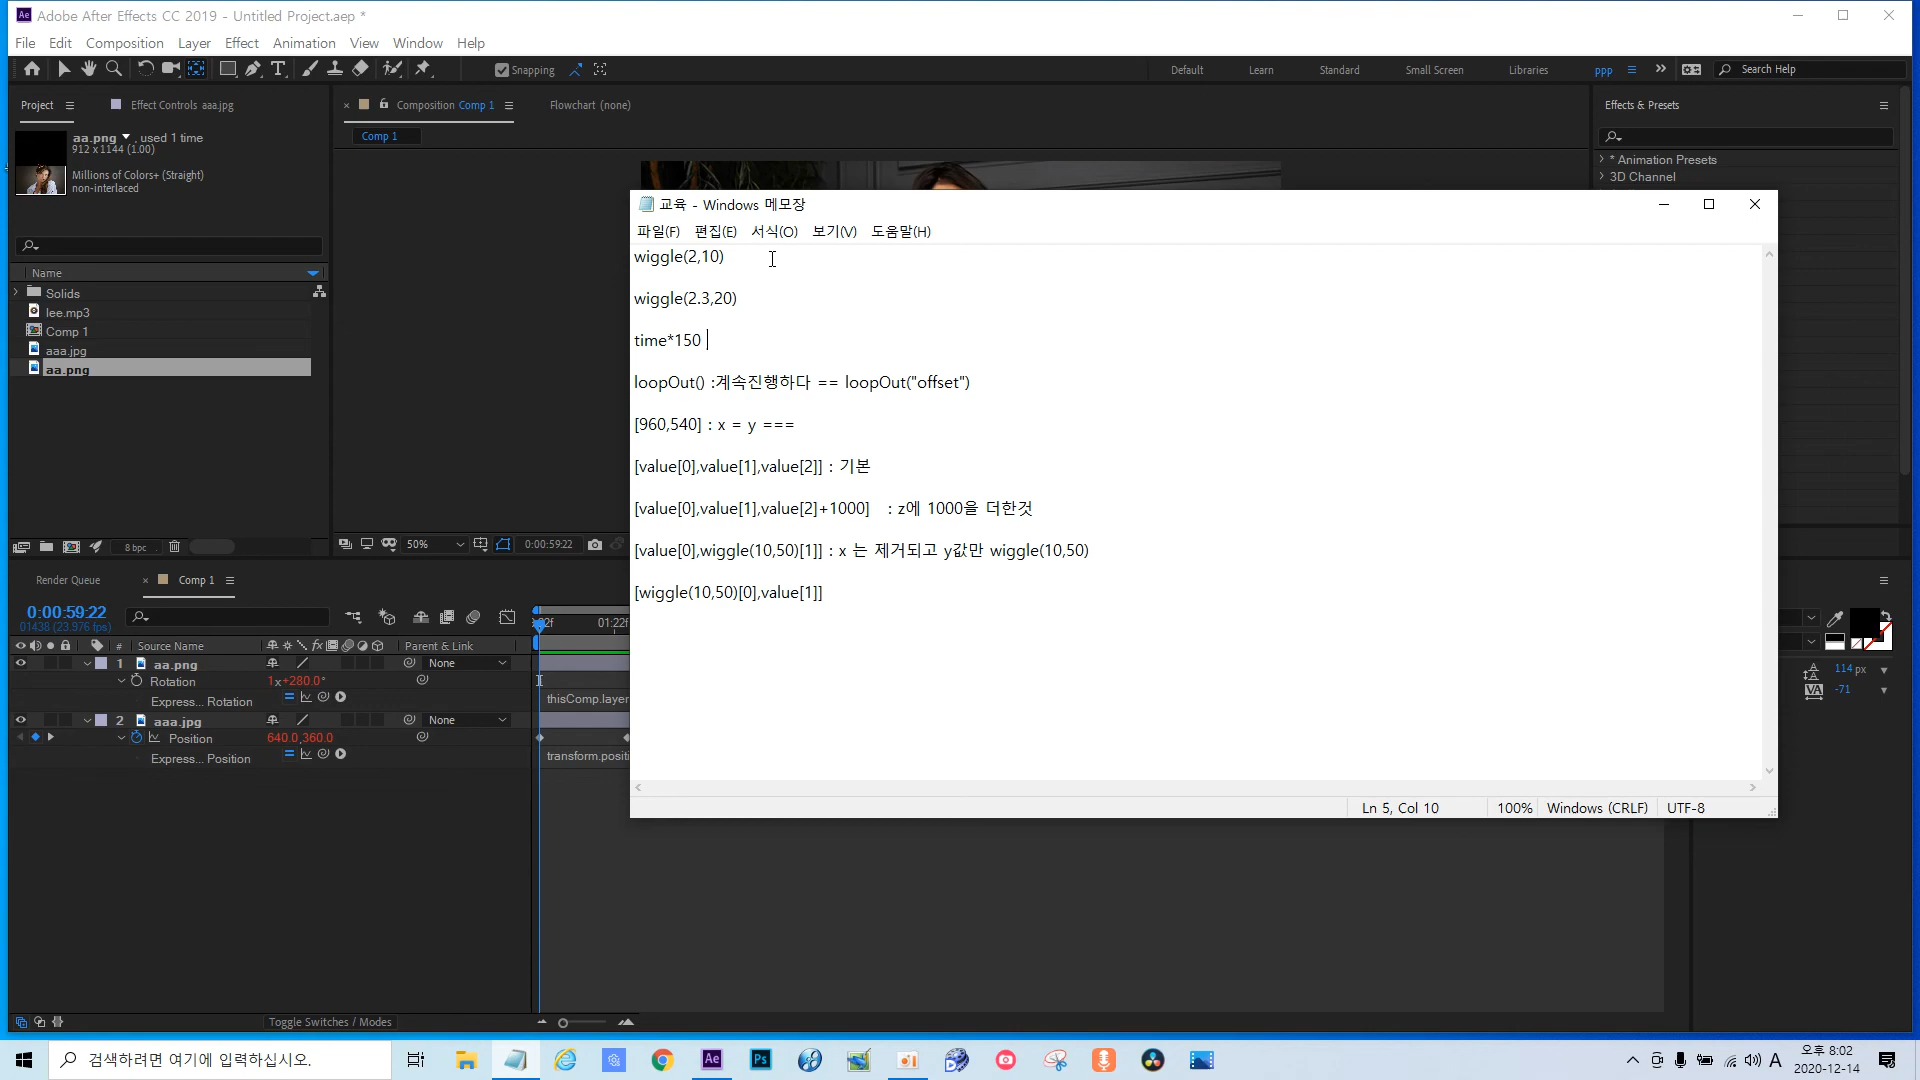 Adobe After Effects CC 2019 - Untitled Project.aep *
File Edit Composition Layer Effect Animation View Window Help
Snapping
Default Learn Standard Small Screen Libraries ppp Search Help
Project Effect Controls aaa.jpg
Composition Comp 1 Flowchart (none)
Effects & Presets
Comp 1
aa.png , used 1 time
912 x 1144 (1.00)
Millions of Colors+ (Straight)
non-interlaced
* Animation Presets
3D Channel
Name
Solids
lee.mp3
Comp 1
aaa.jpg
aa.png
8 bpc
50%
0:00:59:22
교육 - Windows 메모장
파일(F) 편집(E) 서식(O) 보기(V) 도움말(H)
wiggle(2,10)
wiggle(2.3,20)
time*150
loopOut() :계속진행하다 == loopOut("offset")
[960,540] : x = y ===
[value[0],value[1],value[2]] : 기본
[value[0],value[1],value[2]+1000] : z에 1000을 더한것
[value[0],wiggle(10,50)[1]] : x 는 제거되고 y값만 wiggle(10,50)
[wiggle(10,50)[0],value[1]]
Ln 5, Col 10 100% Windows (CRLF) UTF-8
Render Queue Comp 1
0:00:59:22
01438 (23.976 fps)
01:22f
# Source Name Parent & Link
1 aa.png None
Rotation 1x+280.0°
Express... Rotation thisComp.layer
2 aaa.jpg None
Position 640.0,360.0
Express... Position transform.positi
Toggle Switches / Modes
114 px
-71
검색하려면 여기에 입력하십시오.
Ae Ps
A
오후 8:02
2020-12-14